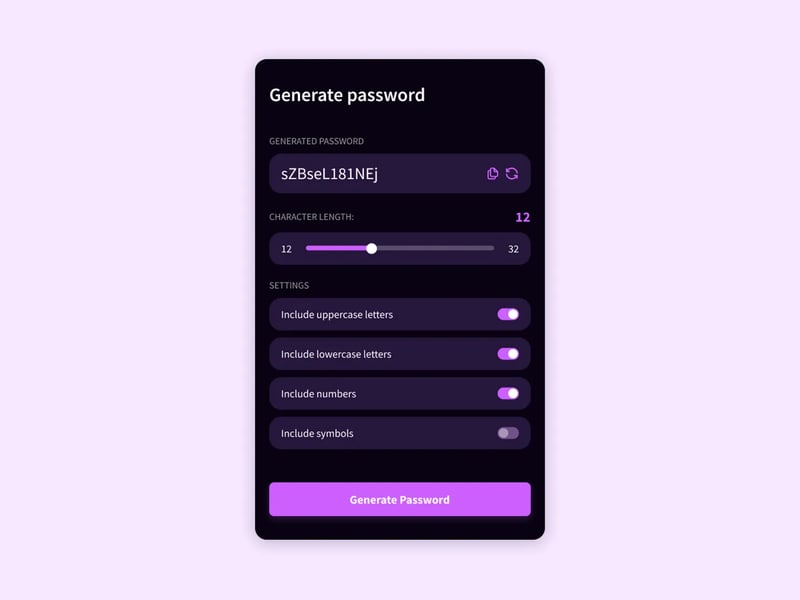 Generate password
GENERATED PASSWORD
sZBseL181NEj
CHARACTER LENGTH: 12
12 32
SETTINGS
Include uppercase letters
Include lowercase letters
Include numbers
Include symbols
Generate Password